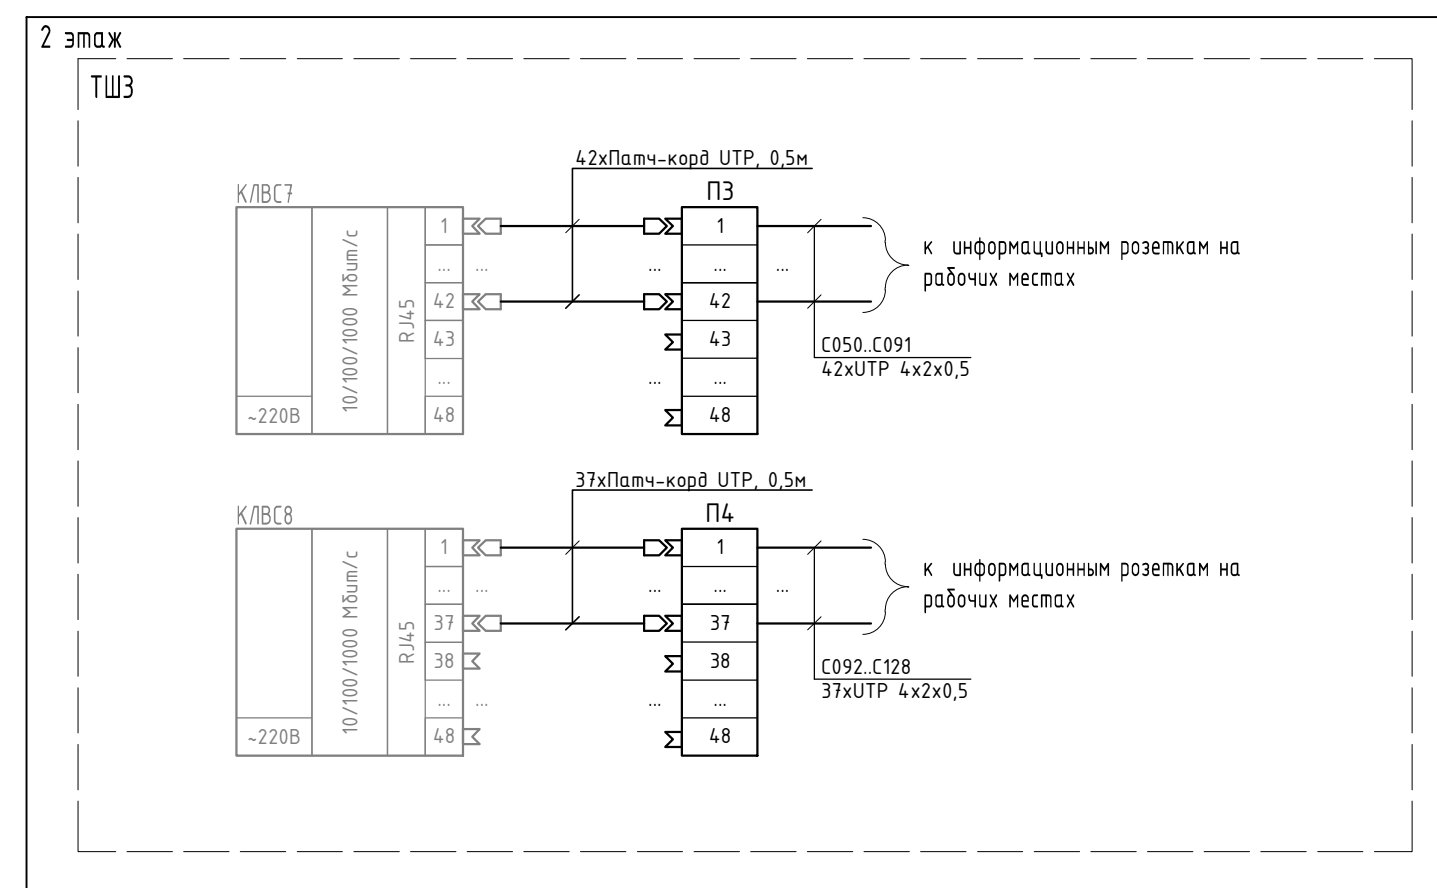 2 этаж
ТШ3
42хПатч-корд UTP, 0,5м
КЛВС7
П3
10/100/1000 Мбит/с
RJ45
~220В
1
... ...
42
43
...
48
1
... ... ...
42
43
... ...
48
к информационным розеткам на
рабочих местах
С050..С091
42хUTP 4х2х0,5
37хПатч-корд UTP, 0,5м
КЛВС8
П4
10/100/1000 Мбит/с
RJ45
~220В
1
... ...
37
38
... ...
48
1
... ... ...
37
38
... ...
48
к информационным розеткам на
рабочих местах
С092..С128
37хUTP 4х2х0,5